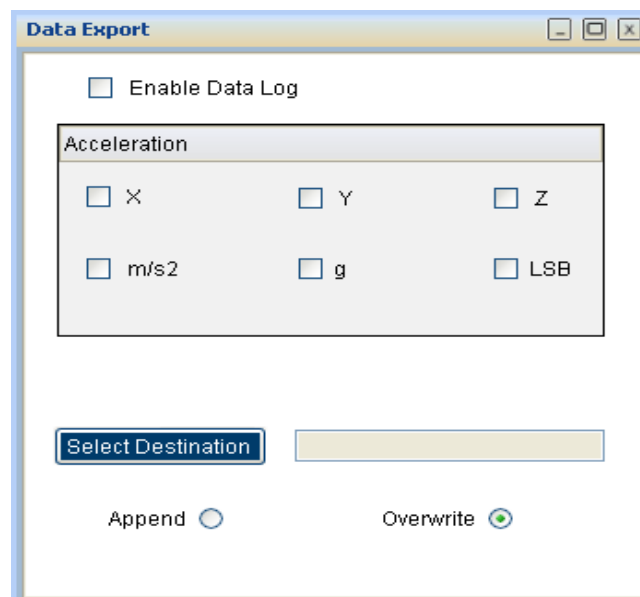 Data Export
Enable Data Log
Acceleration
X Y Z
m/s2 g LSB
Select Destination
Append Overwrite